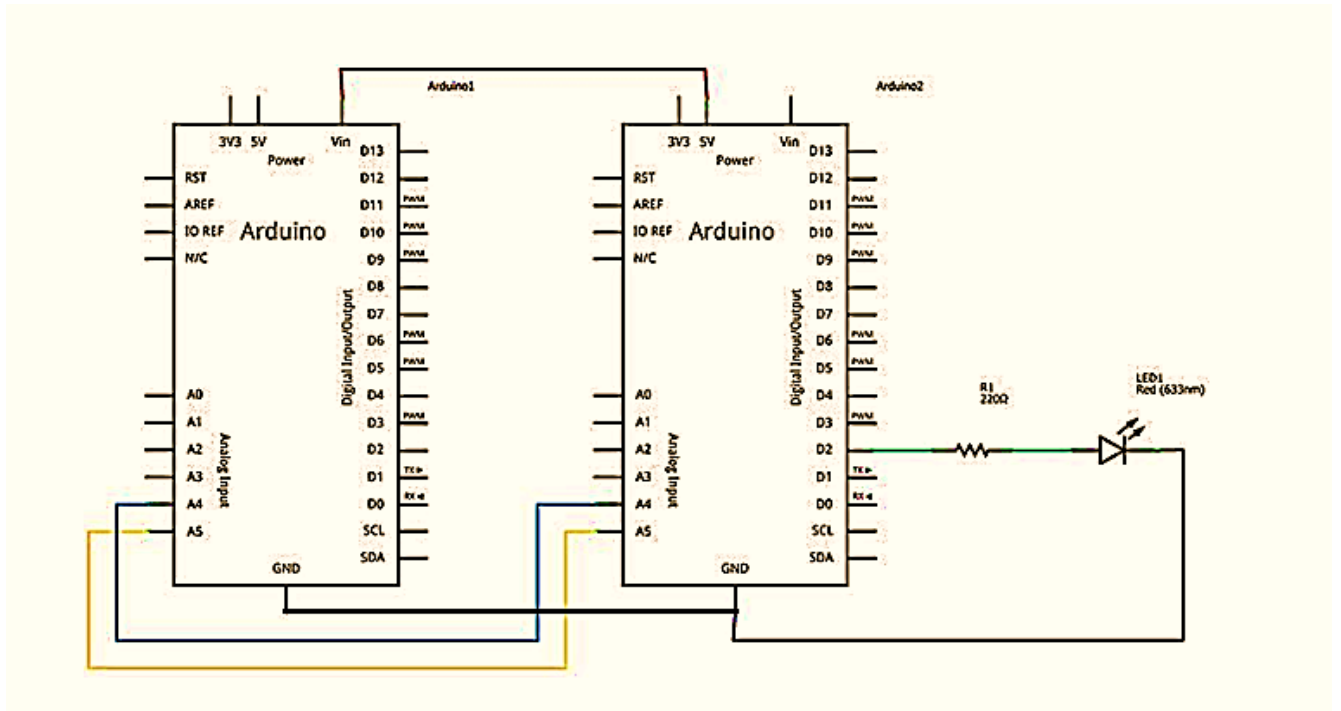 Arduino1
3V3 5V Vin
Power
D13
RST D12
AREF D11 PWM
IO REF Arduino D10 PWM
N/C D9 PWM
D8
D7
D6 PWM
D5 PWM
Digital Input/Output
A0 D4
A1 D3 PWM
A2 D2
A3 D1 TX
A4 D0 RX
A5 SCL
SDA
Analog Input
GND
Arduino2
3V3 5V Vin
Power
D13
RST D12
AREF D11 PWM
IO REF Arduino D10 PWM
N/C D9 PWM
D8
D7
D6 PWM
D5 PWM
Digital Input/Output
A0 D4
A1 D3 PWM
A2 D2
A3 D1 TX
A4 D0 RX
A5 SCL
SDA
Analog Input
GND
R1
220Ω
LED1
Red (633nm)